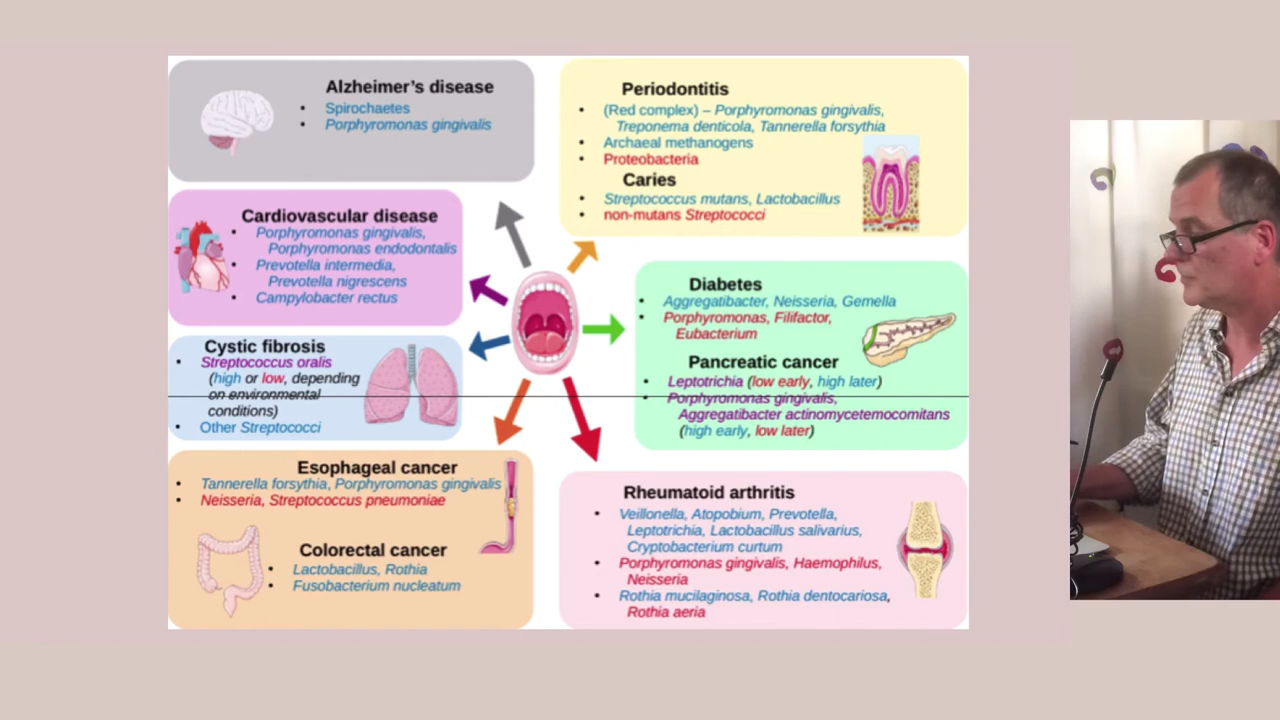 Alzheimer's disease
• Spirochaetes
• Porphyromonas gingivalis
Periodontitis
• (Red complex) – Porphyromonas gingivalis,
Treponema denticola, Tannerella forsythia
• Archaeal methanogens
• Proteobacteria
Caries
• Streptococcus mutans, Lactobacillus
• non-mutans Streptococci
Cardiovascular disease
• Porphyromonas gingivalis,
Porphyromonas endodontalis
• Prevotella intermedia,
Prevotella nigrescens
• Campylobacter rectus
Diabetes
• Aggregatibacter, Neisseria, Gemella
• Porphyromonas, Filifactor,
Eubacterium
Pancreatic cancer
• Leptotrichia (low early, high later)
• Porphyromonas gingivalis,
Aggregatibacter actinomycetemcomitans
(high early, low later)
Cystic fibrosis
• Streptococcus oralis
(high or low, depending
on environmental
conditions)
• Other Streptococci
Esophageal cancer
• Tannerella forsythia, Porphyromonas gingivalis
• Neisseria, Streptococcus pneumoniae
Colorectal cancer
• Lactobacillus, Rothia
• Fusobacterium nucleatum
Rheumatoid arthritis
• Veillonella, Atopobium, Prevotella,
Leptotrichia, Lactobacillus salivarius,
Cryptobacterium curtum
• Porphyromonas gingivalis, Haemophilus,
Neisseria
• Rothia mucilaginosa, Rothia dentocariosa,
Rothia aeria